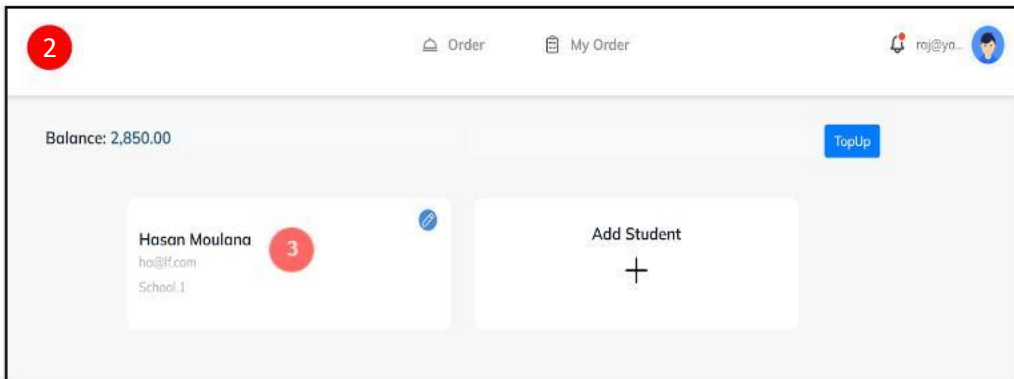 2
Order
My Order
raj@ya...
Balance: 2,850.00
TopUp
Hasan Moulana
3
ha@ff.com
School 1
Add Student